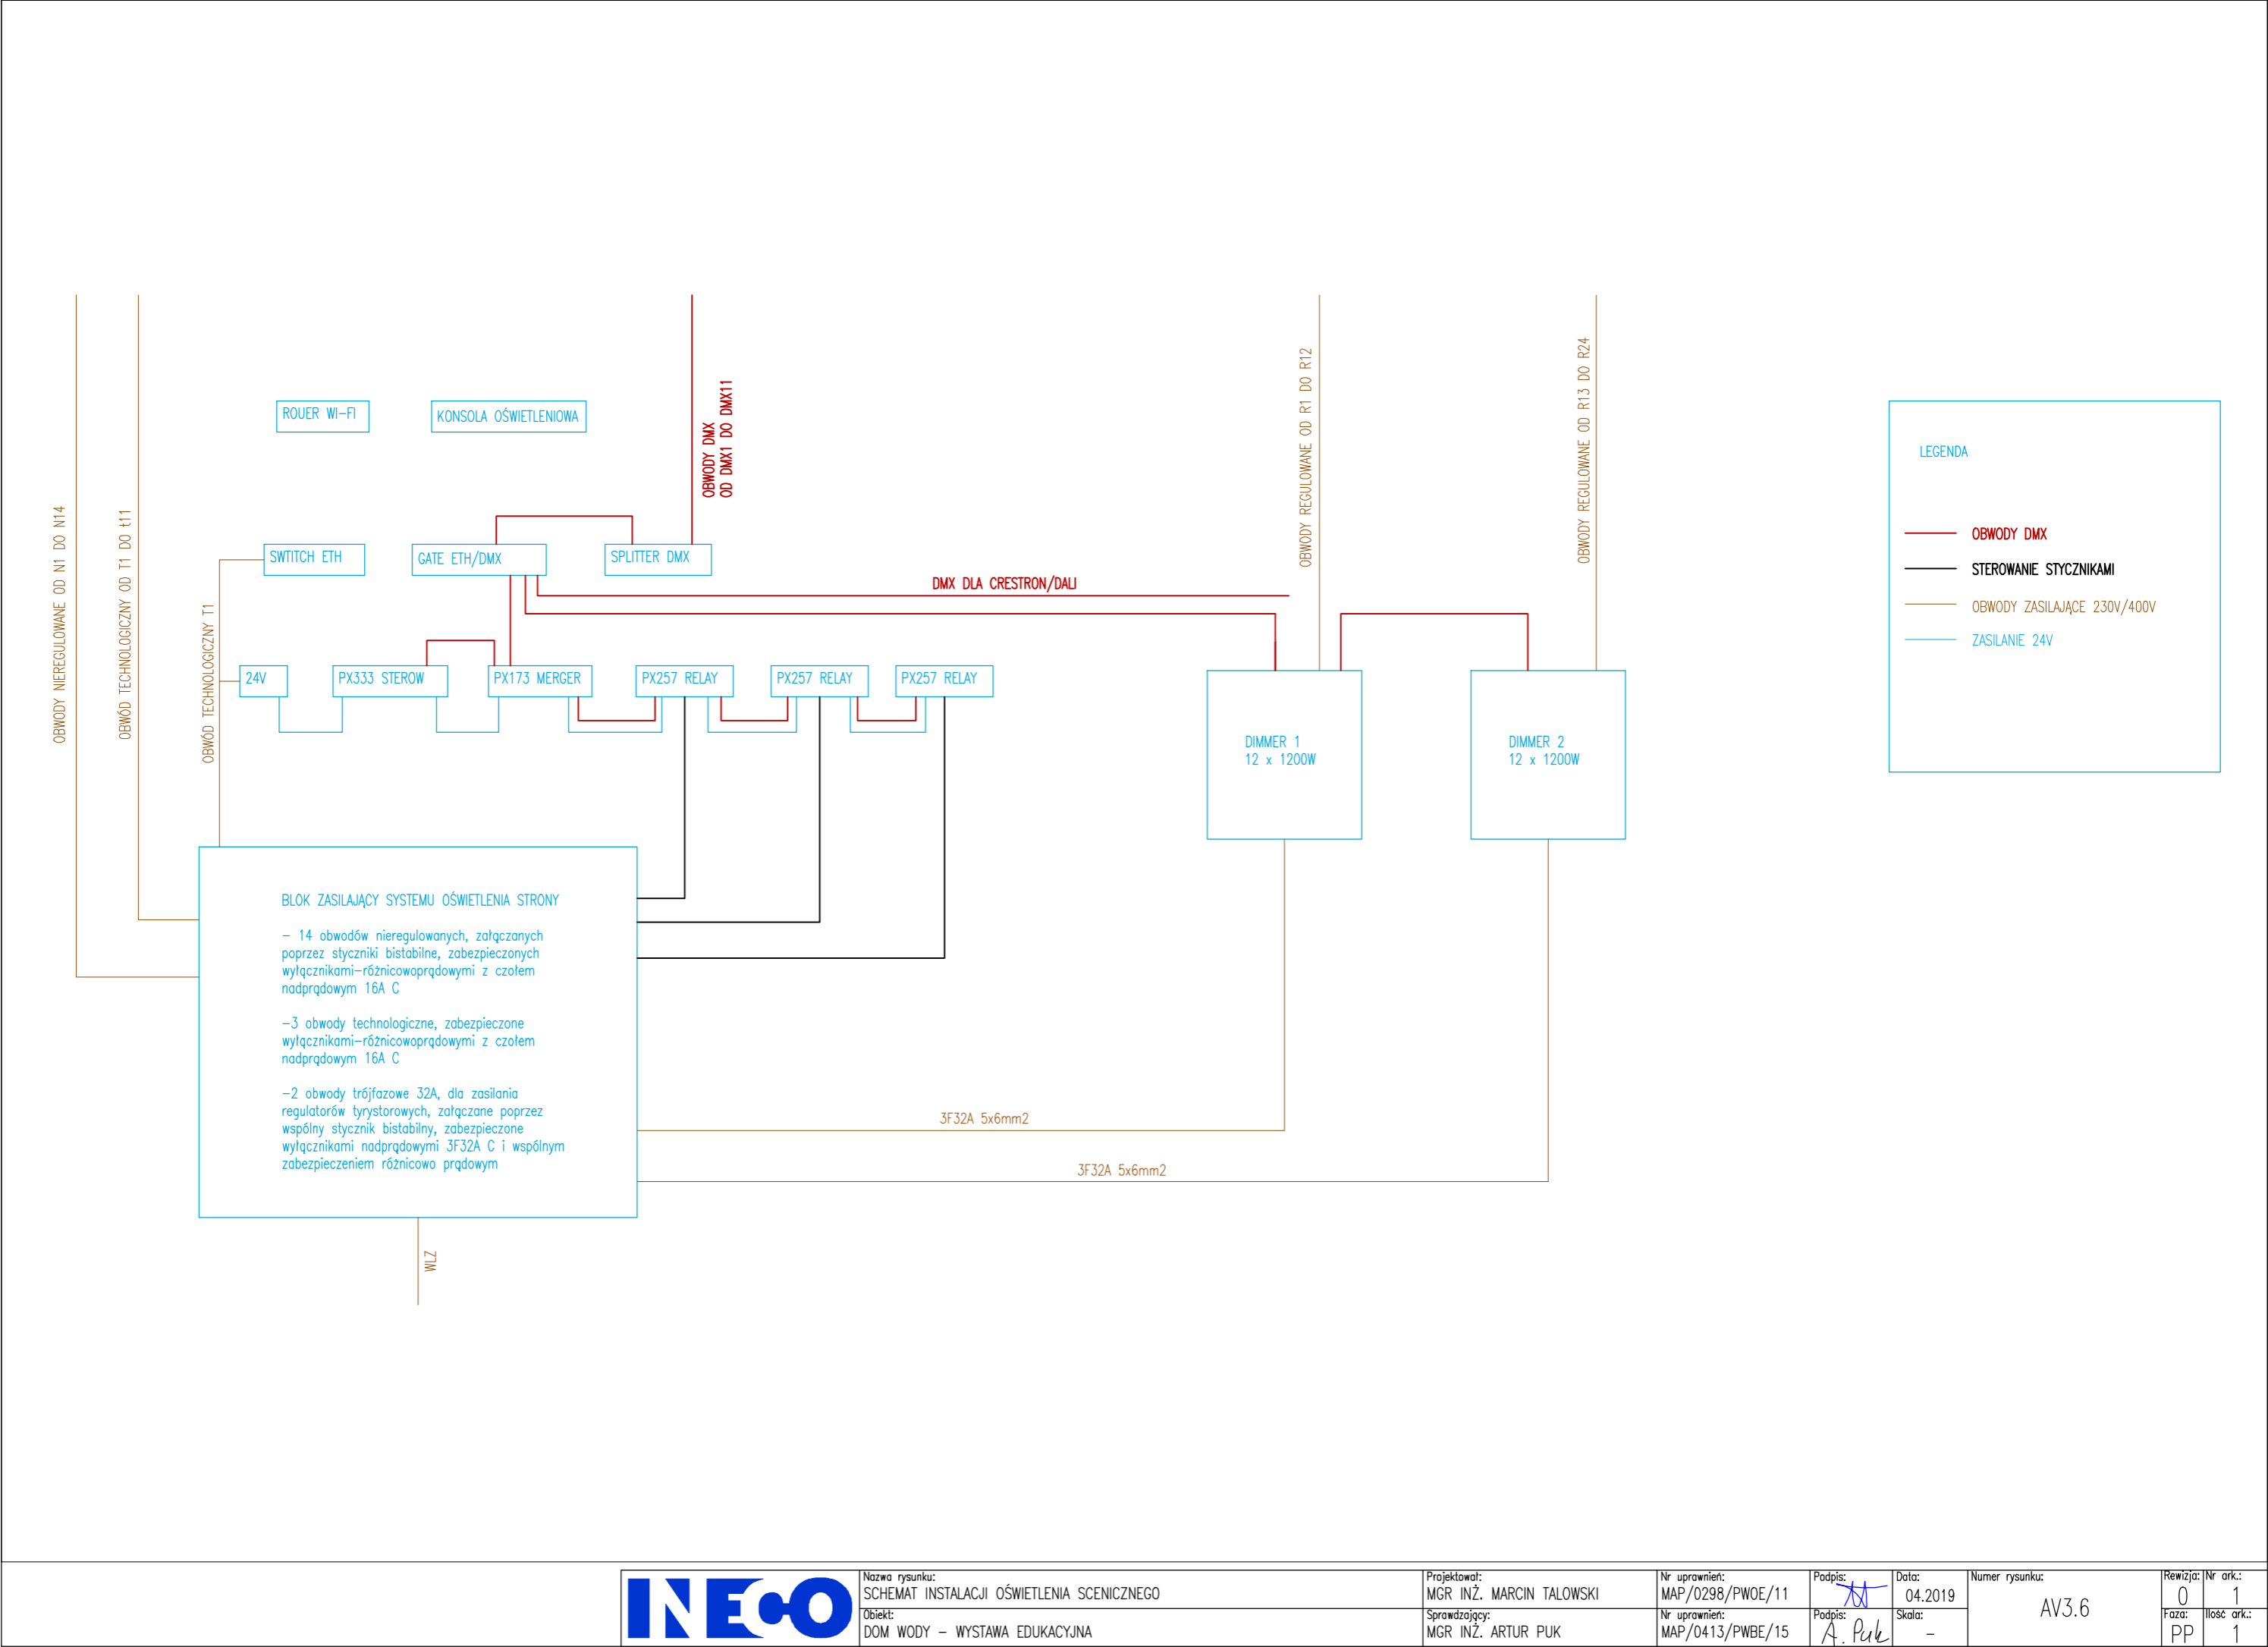 OBWODY NIEREGULOWANE OD N1 DO N14
OBWÓD TECHNOLOGICZNY OD T1 DO t11
OBWÓD TECHNOLOGICZNY T1
ROUER WI-FI
KONSOLA OŚWIETLENIOWA
OBWODY DMX
OD DMX1 DO DMX11
SWTITCH ETH
GATE ETH/DMX
SPLITTER DMX
DMX DLA CRESTRON/DALI
24V
PX333 STEROW
PX173 MERGER
PX257 RELAY
PX257 RELAY
PX257 RELAY
OBWODY REGULOWANE OD R1 DO R12
OBWODY REGULOWANE OD R13 DO R24
DIMMER 1
12 x 1200W
DIMMER 2
12 x 1200W
LEGENDA
OBWODY DMX
STEROWANIE STYCZNIKAMI
OBWODY ZASILAJĄCE 230V/400V
ZASILANIE 24V
BLOK ZASILAJĄCY SYSTEMU OŚWIETLENIA STRONY
- 14 obwodów nieregulowanych, załączanych
poprzez styczniki bistabilne, zabezpieczonych
wyłącznikami-różnicowoprądowymi z czołem
nadprądowym 16A C
-3 obwody technologiczne, zabezpieczone
wyłącznikami-różnicowoprądowymi z czołem
nadprądowym 16A C
-2 obwody trójfazowe 32A, dla zasilania
regulatorów tyrystorowych, załączane poprzez
wspólny stycznik bistabilny, zabezpieczone
wyłącznikami nadprądowymi 3F32A C i wspólnym
zabezpieczeniem różnicowo prądowym
3F32A 5x6mm2
3F32A 5x6mm2
WLZ
NECO
Nazwa rysunku:
SCHEMAT INSTALACJI OŚWIETLENIA SCENICZNEGO
Obiekt:
DOM WODY - WYSTAWA EDUKACYJNA
Projektował:
MGR INŻ. MARCIN TALOWSKI
Sprawdzający:
MGR INŻ. ARTUR PUK
Nr uprawnień:
MAP/0298/PWOE/11
Nr uprawnień:
MAP/0413/PWBE/15
Podpis:
Podpis:
A. Puk
Data:
04.2019
Skala:
-
Numer rysunku:
AV3.6
Rewizja:
0
Nr ark.:
1
Faza:
PP
Ilość ark.:
1